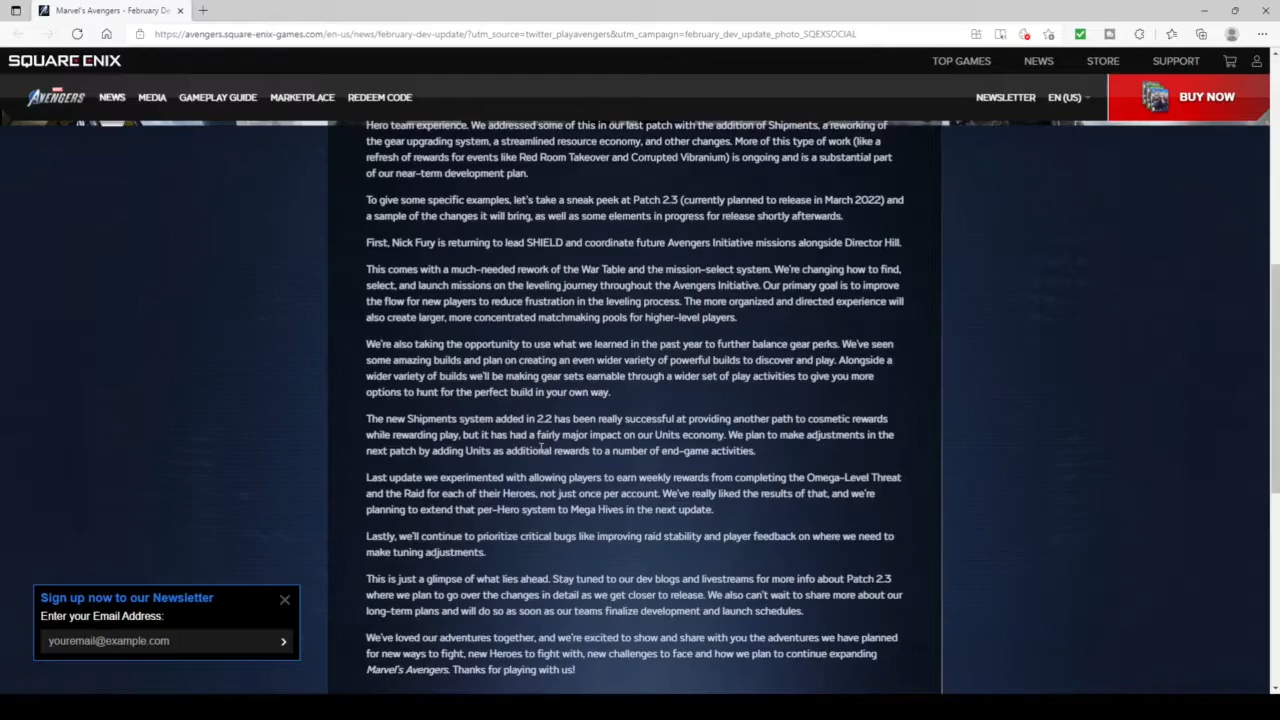 Marvel's Avengers - February De
https://avengers.square-enix-games.com/en-us/news/february-dev-update/?utm_source=twitter_playavengers&utm_campaign=february_dev_update_photo_SQEXSOCIAL
SQUARE ENIX
TOP GAMES NEWS STORE SUPPORT
MARVEL
AVENGERS NEWS MEDIA GAMEPLAY GUIDE MARKETPLACE REDEEM CODE NEWSLETTER EN (US) BUY NOW
Hero team experience. We addressed some of this in our last patch with the addition of Shipments, a reworking of
the gear upgrading system, a streamlined resource economy, and other changes. More of this type of work (like a
refresh of rewards for events like Red Room Takeover and Corrupted Vibranium) is ongoing and is a substantial part
of our near-term development plan.
To give some specific examples, let's take a sneak peek at Patch 2.3 (currently planned to release in March 2022) and
a sample of the changes it will bring, as well as some elements in progress for release shortly afterwards.
First, Nick Fury is returning to lead SHIELD and coordinate future Avengers Initiative missions alongside Director Hill.
This comes with a much-needed rework of the War Table and the mission-select system. We're changing how to find,
select, and launch missions on the leveling journey throughout the Avengers Initiative. Our primary goal is to improve
the flow for new players to reduce frustration in the leveling process. The more organized and directed experience will
also create larger, more concentrated matchmaking pools for higher-level players.
We're also taking the opportunity to use what we learned in the past year to further balance gear perks. We've seen
some amazing builds and plan on creating an even wider variety of powerful builds to discover and play. Alongside a
wider variety of builds we'll be making gear sets earnable through a wider set of play activities to give you more
options to hunt for the perfect build in your own way.
The new Shipments system added in 2.2 has been really successful at providing another path to cosmetic rewards
while rewarding play, but it has had a fairly major impact on our Units economy. We plan to make adjustments in the
next patch by adding Units as additional rewards to a number of end-game activities.
Last update we experimented with allowing players to earn weekly rewards from completing the Omega-Level Threat
and the Raid for each of their Heroes, not just once per account. We've really liked the results of that, and we're
planning to extend that per-Hero system to Mega Hives in the next update.
Lastly, we'll continue to prioritize critical bugs like improving raid stability and player feedback on where we need to
make tuning adjustments.
This is just a glimpse of what lies ahead. Stay tuned to our dev blogs and livestreams for more info about Patch 2.3
where we plan to go over the changes in detail as we get closer to release. We also can't wait to share more about our
long-term plans and will do so as soon as our teams finalize development and launch schedules.
We've loved our adventures together, and we're excited to show and share with you the adventures we have planned
for new ways to fight, new Heroes to fight with, new challenges to face and how we plan to continue expanding
Marvel's Avengers. Thanks for playing with us!
Sign up now to our Newsletter
Enter your Email Address:
youremail@example.com